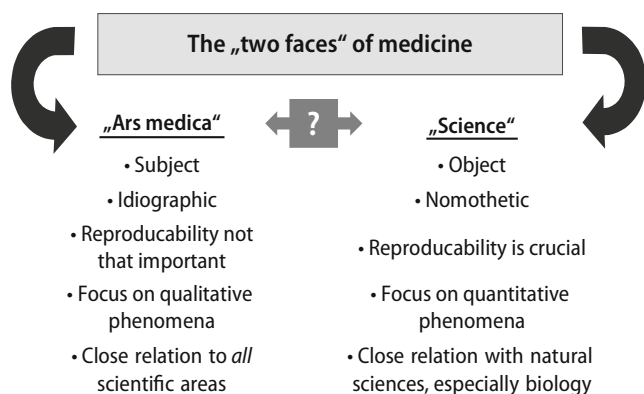 The „two faces“ of medicine
„Ars medica“
• Subject
• Idiographic
• Reproducability not
that important
• Focus on qualitative
phenomena
• Close relation to all
scientific areas
?
„Science“
• Object
• Nomothetic
• Reproducability is crucial
• Focus on quantitative
phenomena
• Close relation with natural
sciences, especially biology